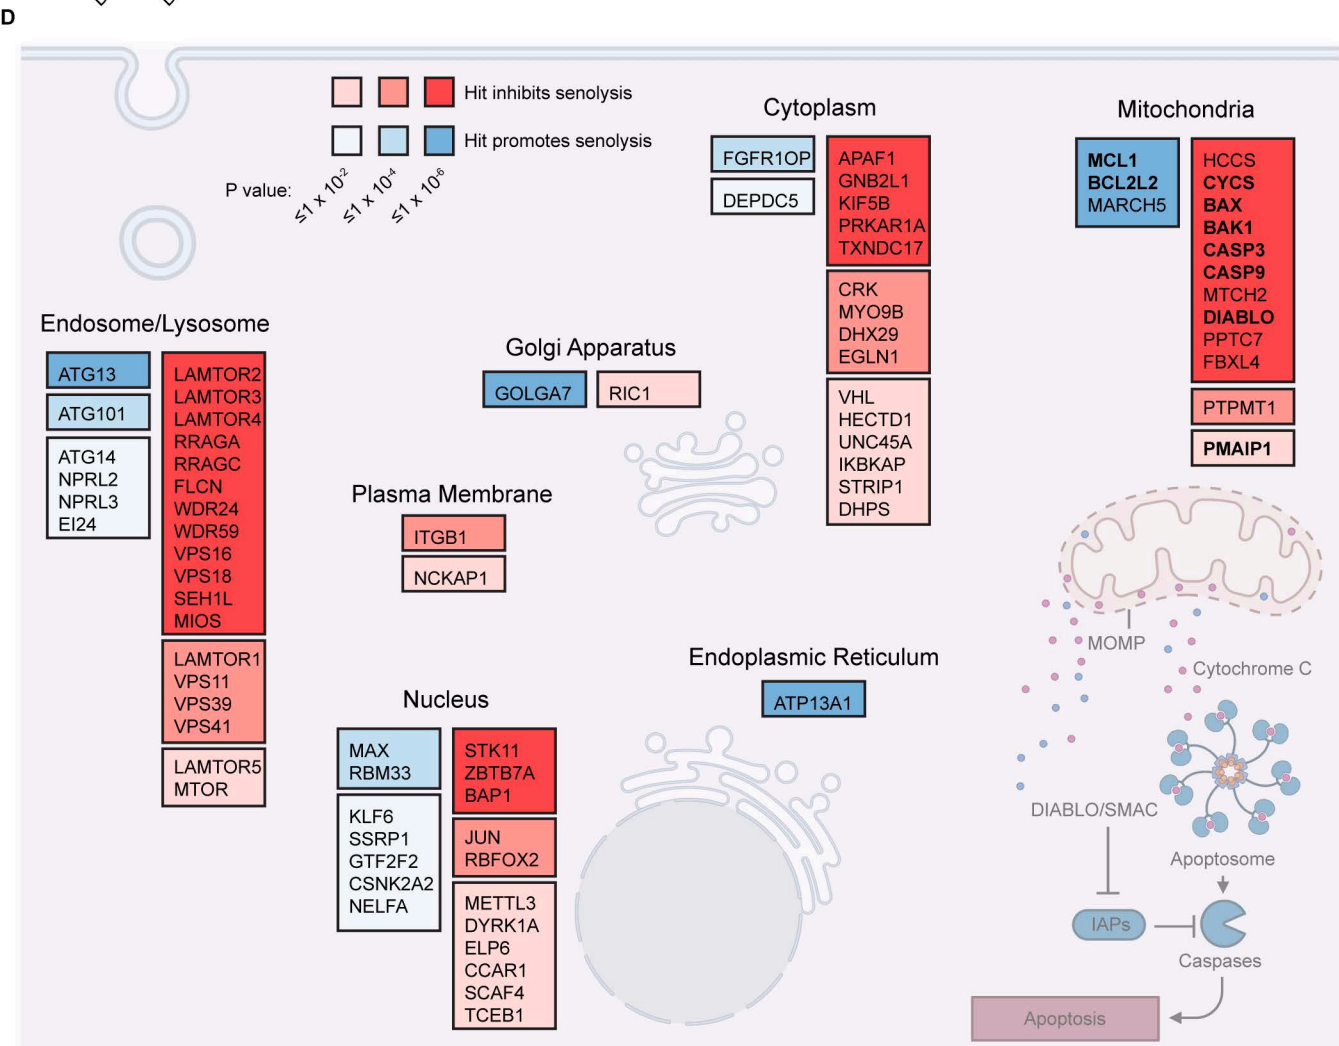 D
Hit inhibits senolysis
Hit promotes senolysis
P value:
≤1 x 10-2
≤1 x 10-4
≤1 x 10-6
Cytoplasm
FGFR1OP
DEPDC5
APAF1
GNB2L1
KIF5B
PRKAR1A
TXNDC17
CRK
MYO9B
DHX29
EGLN1
VHL
HECTD1
UNC45A
IKBKAP
STRIP1
DHPS
Mitochondria
MCL1
BCL2L2
MARCH5
HCCS
CYCS
BAX
BAK1
CASP3
CASP9
MTCH2
DIABLO
PPTC7
FBXL4
PTPMT1
PMAIP1
Endosome/Lysosome
ATG13
ATG101
ATG14
NPRL2
NPRL3
EI24
LAMTOR2
LAMTOR3
LAMTOR4
RRAGA
RRAGC
FLCN
WDR24
WDR59
VPS16
VPS18
SEH1L
MIOS
LAMTOR1
VPS11
VPS39
VPS41
LAMTOR5
MTOR
Golgi Apparatus
GOLGA7
RIC1
Plasma Membrane
ITGB1
NCKAP1
Endoplasmic Reticulum
ATP13A1
Nucleus
MAX
RBM33
KLF6
SSRP1
GTF2F2
CSNK2A2
NELFA
STK11
ZBTB7A
BAP1
JUN
RBFOX2
METTL3
DYRK1A
ELP6
CCAR1
SCAF4
TCEB1
MOMP
Cytochrome C
DIABLO/SMAC
Apoptosome
IAPs
Caspases
Apoptosis